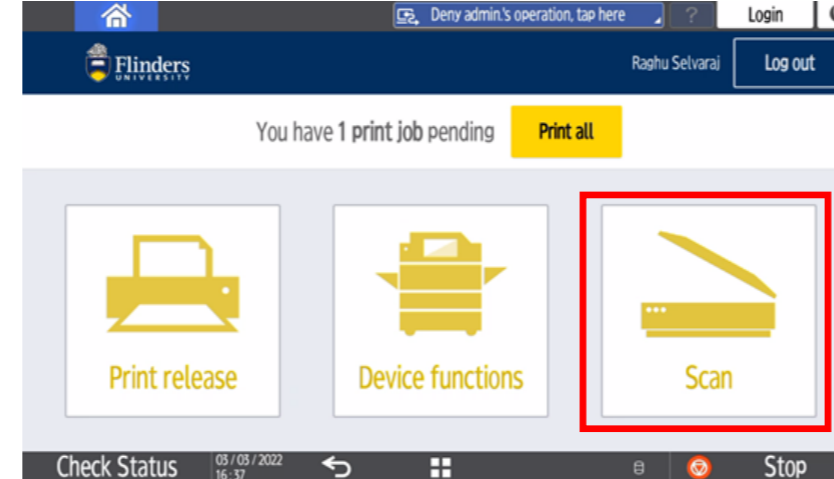 Deny admin.'s operation, tap here
?
Login
Flinders
UNIVERSITY
Raghu Selvaraj
Log out
You have 1 print job pending
Print all
Print release
Device functions
Scan
Check Status
03/03/2022
16:37
Stop